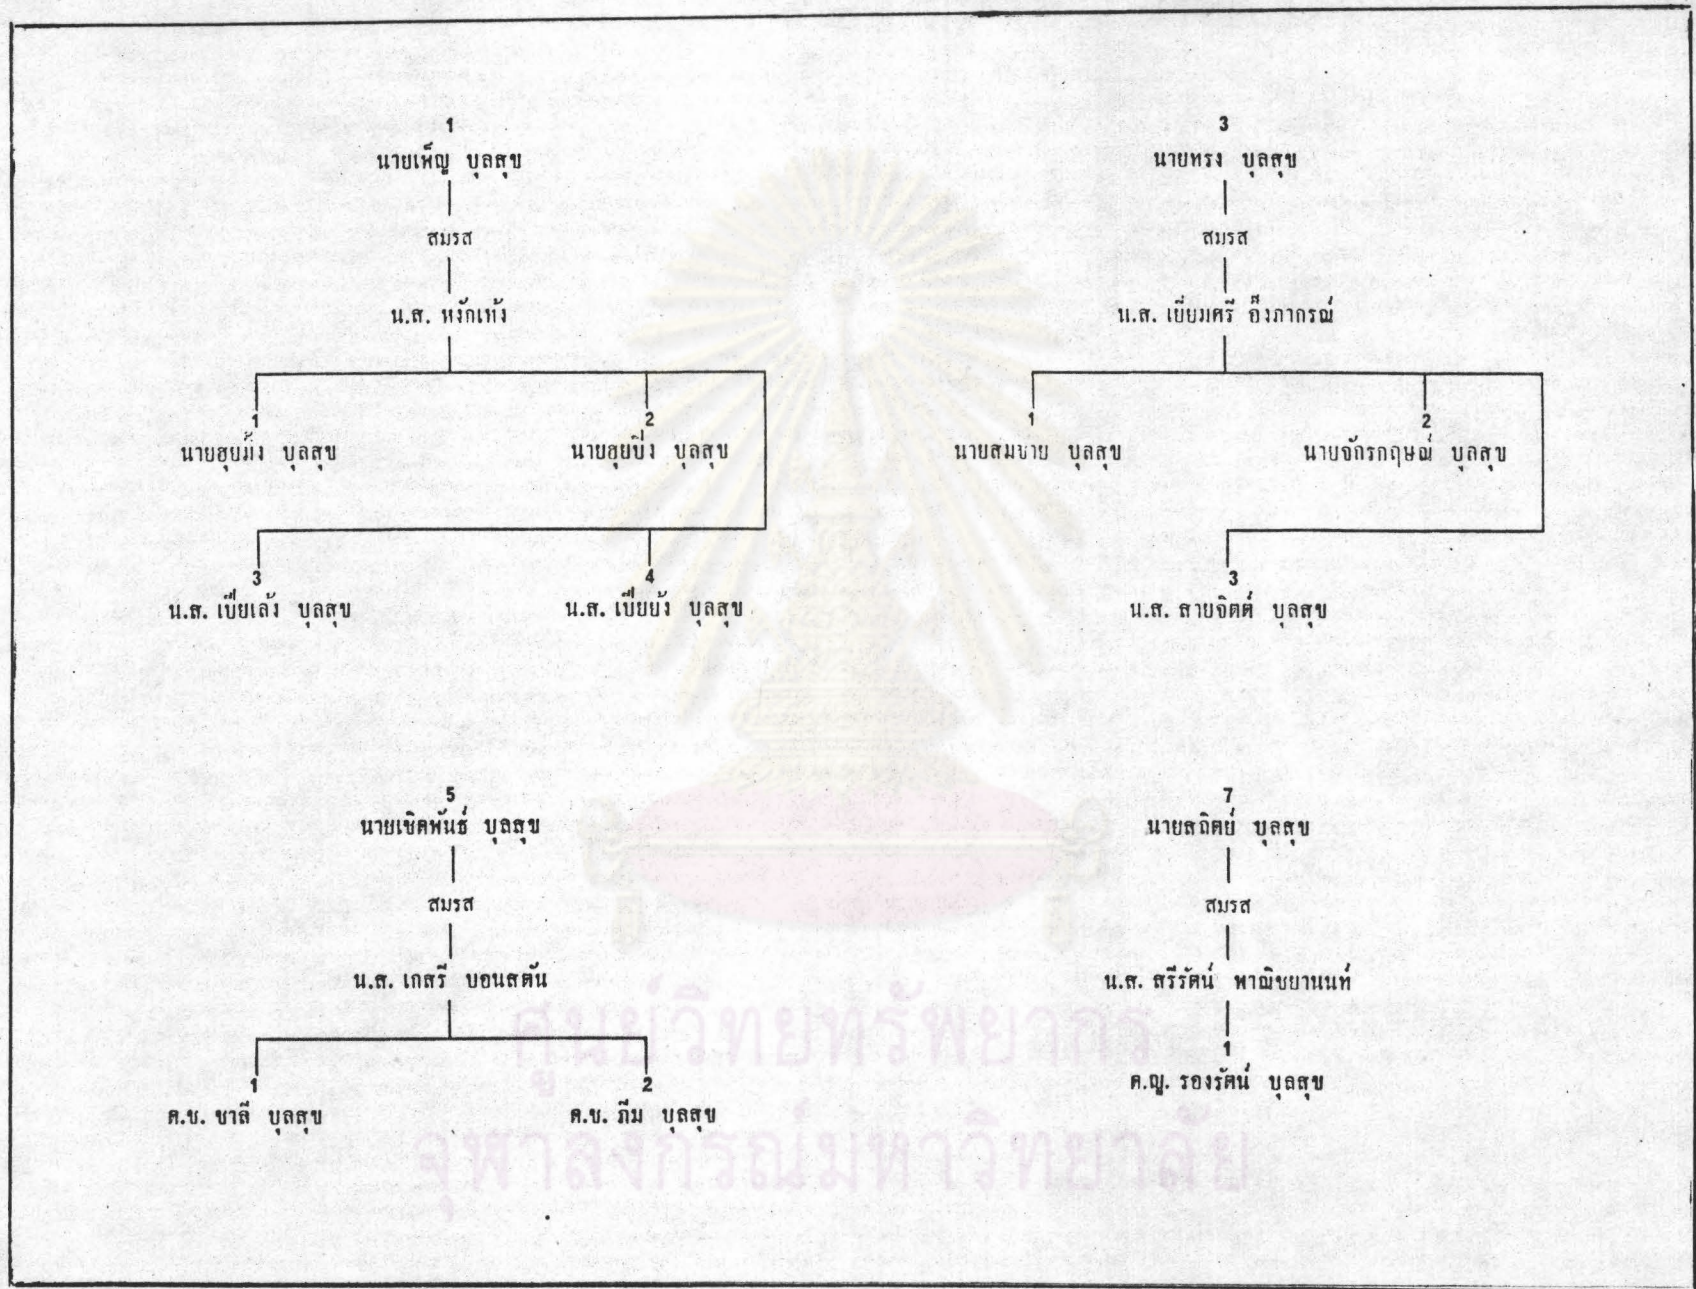 1
นายเพ็ญ บุลสุข
สมรส
น.ส. หงักเท้ง
1
นายฮุยม้ง บุลสุข
2
นายฮุยปิง บุลสุข
3
น.ส. เปียเล้ง บุลสุข
4
น.ส. เปียยัง บุลสุข
3
นายทรง บุลสุข
สมรส
น.ส. เยี่ยมศรี อึ๊งภากรณ์
1
นายสมชาย บุลสุข
2
นายจักรกฤษณ์ บุลสุข
3
น.ส. สายจิตต์ บุลสุข
5
นายเชิดพันธ์ บุลสุข
สมรส
น.ส. เกสรี บอนสตัน
1
ด.ช. ชาลี บุลสุข
2
ด.ช. ภีม บุลสุข
7
นายสถิตย์ บุลสุข
สมรส
น.ส. สรีรัตน์ พาณิชยานนท์
1
ด.ญ. รองรัตน์ บุลสุข
ศูนย์วิทยทรัพยากร
จุฬาลงกรณ์มหาวิทยาลัย